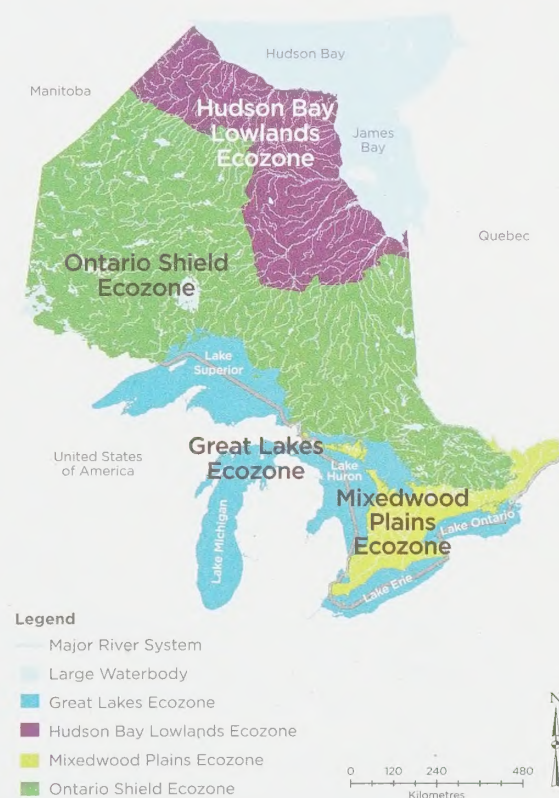 Hudson Bay
Manitoba
Hudson Bay
Lowlands
Ecozone
James
Bay
Quebec
Ontario Shield
Ecozone
Lake
Superior
United States
of America
Great Lakes
Ecozone
Lake
Huron
Lake Michigan
Mixedwood
Plains
Ecozone
Lake Ontario
Lake Erie
Legend
Major River System
Large Waterbody
Great Lakes Ecozone
Hudson Bay Lowlands Ecozone
Mixedwood Plains Ecozone
Ontario Shield Ecozone
N
0 120 240 480
Kilometres